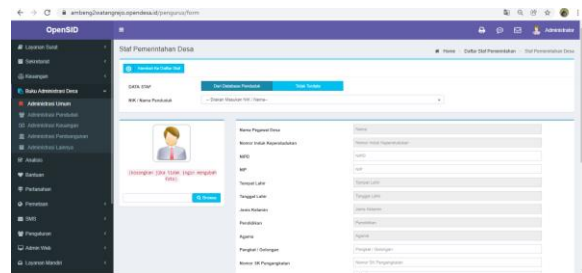 ambeng2watangrejo.opendesa.id/pengurus/form
OpenSID
Administrator
Layanan Surat
Sekretariat
Keuangan
Buku Administrasi Desa
Administrasi Umum
Administrasi Penduduk
Administrasi Keuangan
Administrasi Pembangunan
Administrasi Lainnya
Analisis
Bantuan
Pertanahan
Pemetaan
SMS
Pengaturan
Admin Web
Layanan Mandiri
Staf Pemerintahan Desa
Home
Daftar Staf Pemerintahan
Staf Pemerintahan Desa
Kembali Ke Daftar Staf
DATA STAF
Dari Database Penduduk
Tidak Terdata
NIK / Nama Penduduk
-- Silakan Masukan NIK / Nama --
(Kosongkan jika tidak ingin mengubah foto)
Browse
Nama Pegawai Desa
Nama
Nomor Induk Kependudukan
Nomor Induk Kependudukan
NIPD
NIPD
NIP
NIP
Tempat Lahir
Tempat Lahir
Tanggal Lahir
Tanggal Lahir
Jenis Kelamin
Jenis Kelamin
Pendidikan
Pendidikan
Agama
Agama
Pangkat / Golongan
Pangkat / Golongan
Nomor SK Pengangkatan
Nomor SK Pengangkatan